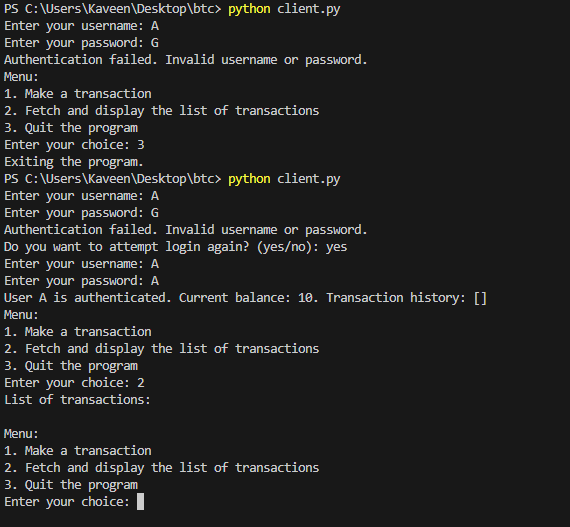 PS C:\Users\Kaveen\Desktop\btc> python client.py
Enter your username: A
Enter your password: G
Authentication failed. Invalid username or password.
Menu:
1. Make a transaction
2. Fetch and display the list of transactions
3. Quit the program
Enter your choice: 3
Exiting the program.
PS C:\Users\Kaveen\Desktop\btc> python client.py
Enter your username: A
Enter your password: G
Authentication failed. Invalid username or password.
Do you want to attempt login again? (yes/no): yes
Enter your username: A
Enter your password: A
User A is authenticated. Current balance: 10. Transaction history: []
Menu:
1. Make a transaction
2. Fetch and display the list of transactions
3. Quit the program
Enter your choice: 2
List of transactions:

Menu:
1. Make a transaction
2. Fetch and display the list of transactions
3. Quit the program
Enter your choice: